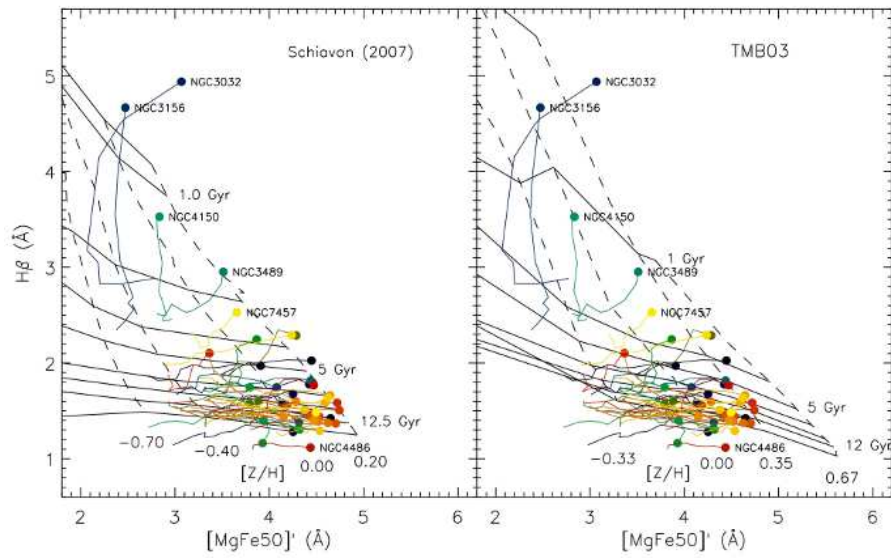 Schiavon (2007)
TMB03
5
NGC3032
NGC3032
NGC3156
NGC3156
4
1.0 Gyr
NGC4150
NGC4150
Hβ (Å)
3
NGC3489
1 Gyr
NGC3489
NGC7457
NGC7457
2
5 Gyr
5 Gyr
12.5 Gyr
12 Gyr
1
−0.70
−0.40
0.00
0.20
NGC4486
−0.33
0.00
0.35
NGC4486
0.67
[Z/H]
[Z/H]
2 3 4 5 6
2 3 4 5 6
[MgFe50]' (Å)
[MgFe50]' (Å)